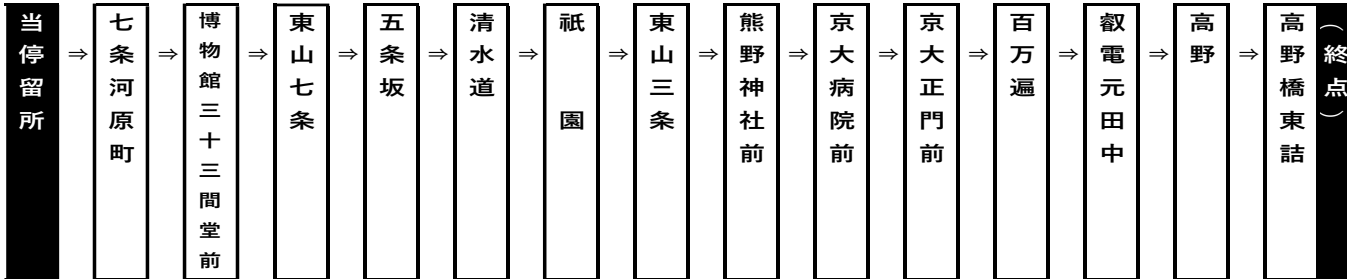 当停留所
⇒
七条河原町
⇒
博物館三十三間堂前
⇒
東山七条
⇒
五条坂
⇒
清水道
⇒
祇園
⇒
東山三条
⇒
熊野神社前
⇒
京大病院前
⇒
京大正門前
⇒
百万遍
⇒
叡電元田中
⇒
高野
⇒
高野橋東詰
（終点）